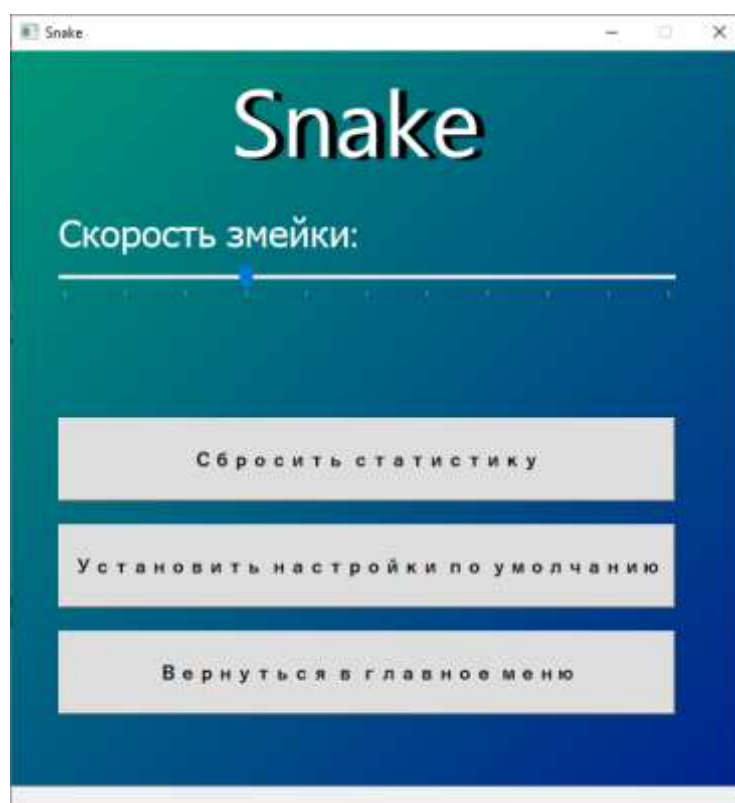 Snake
Snake
Скорость змейки:
Сбросить статистику
Установить настройки по умолчанию
Вернуться в главное меню